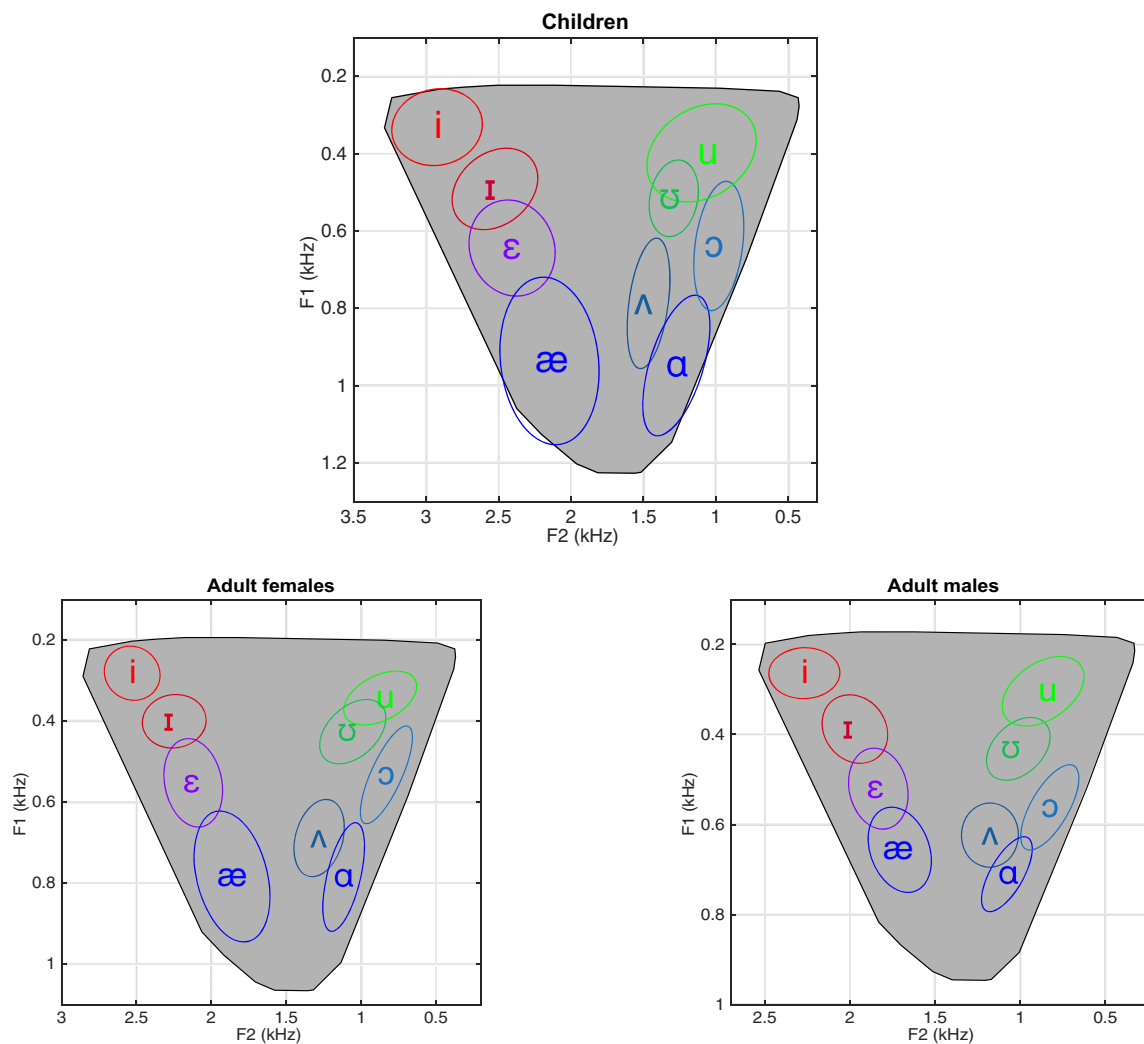 Children
0.2
0.4
0.6
0.8
1
1.2
F1 (kHz)
i
ɪ
ɛ
æ
u
ʊ
ɔ
ʌ
ɑ
3.5 3 2.5 2 1.5 1 0.5
F2 (kHz)
Adult females
0.2
0.4
0.6
0.8
1
F1 (kHz)
i
ɪ
ɛ
æ
u
ʊ
ɔ
ʌ
ɑ
3 2.5 2 1.5 1 0.5
F2 (kHz)
Adult males
0.2
0.4
0.6
0.8
1
F1 (kHz)
i
ɪ
ɛ
æ
u
ʊ
ɔ
ʌ
ɑ
2.5 2 1.5 1 0.5
F2 (kHz)